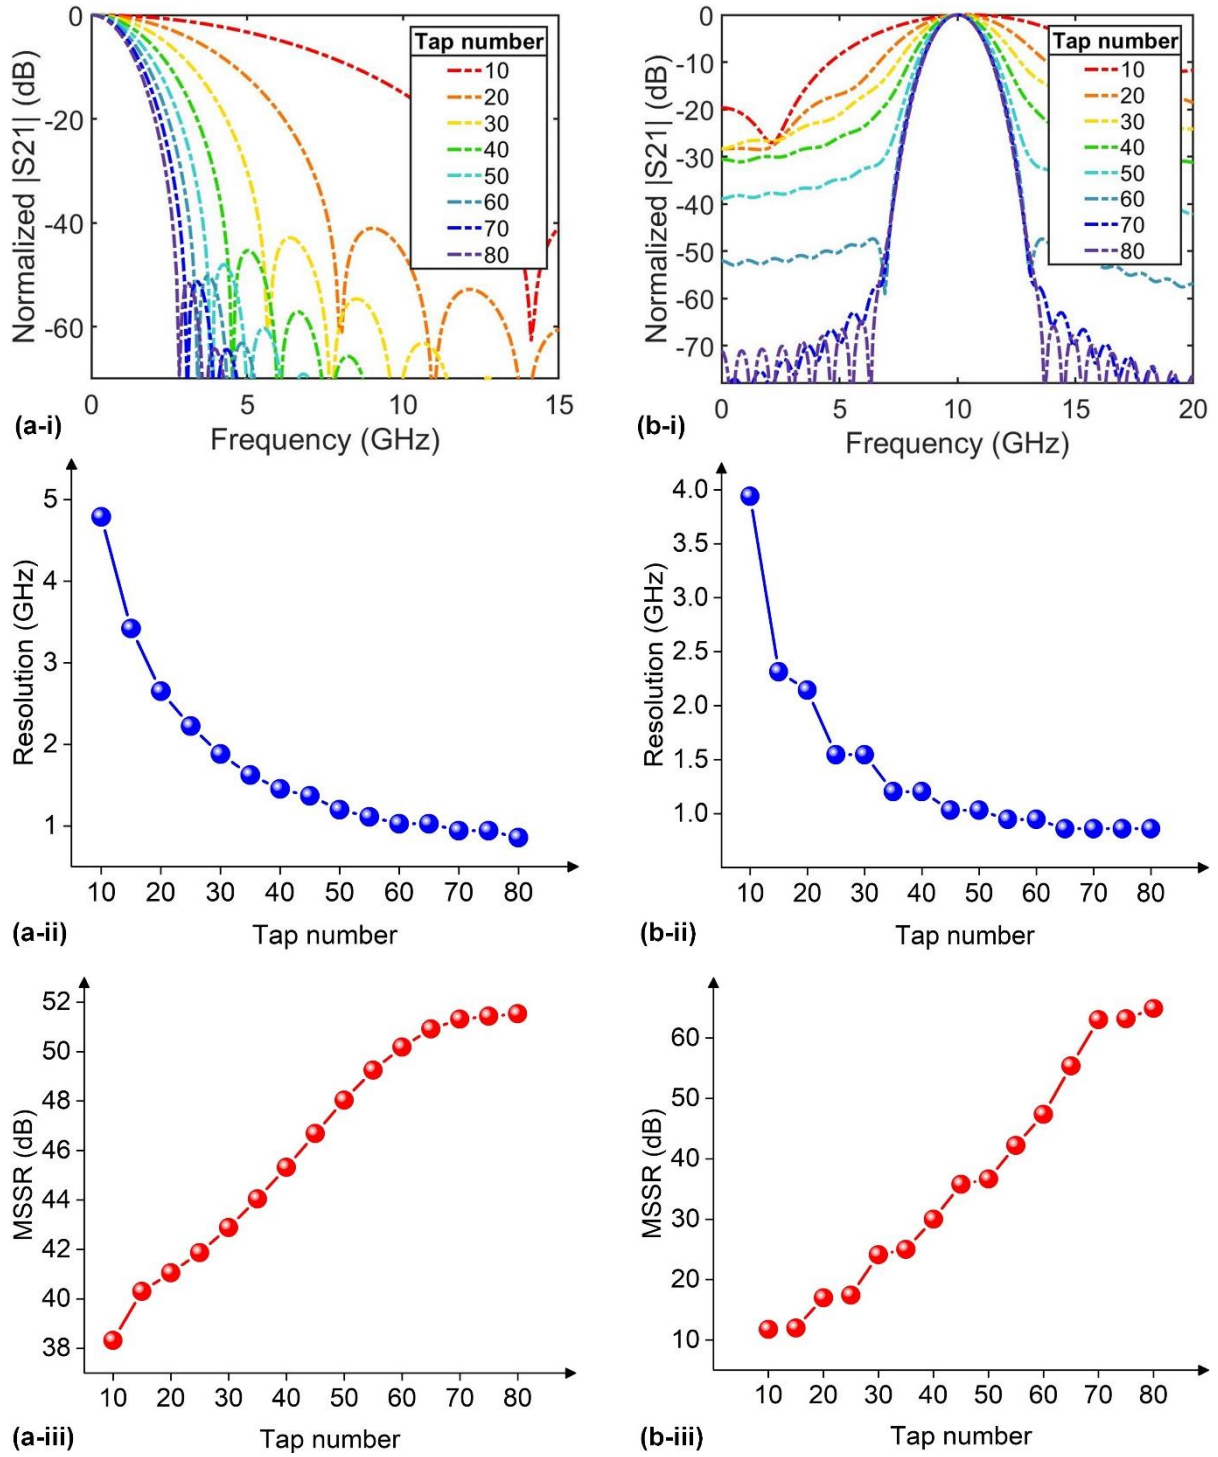 0
-20
-40
-60
Normalized |S21| (dB)
Tap number
10
20
30
40
50
60
70
80
0 5 10 15
Frequency (GHz)
(a-i)
0
-10
-20
-30
-40
-50
-60
-70
Normalized |S21| (dB)
Tap number
10
20
30
40
50
60
70
80
0 5 10 15 20
Frequency (GHz)
(b-i)
5
4
3
2
1
Resolution (GHz)
10 20 30 40 50 60 70 80
Tap number
(a-ii)
4.0
3.5
3.0
2.5
2.0
1.5
1.0
Resolution (GHz)
10 20 30 40 50 60 70 80
Tap number
(b-ii)
52
50
48
46
44
42
40
38
MSSR (dB)
10 20 30 40 50 60 70 80
Tap number
(a-iii)
60
50
40
30
20
10
MSSR (dB)
10 20 30 40 50 60 70 80
Tap number
(b-iii)